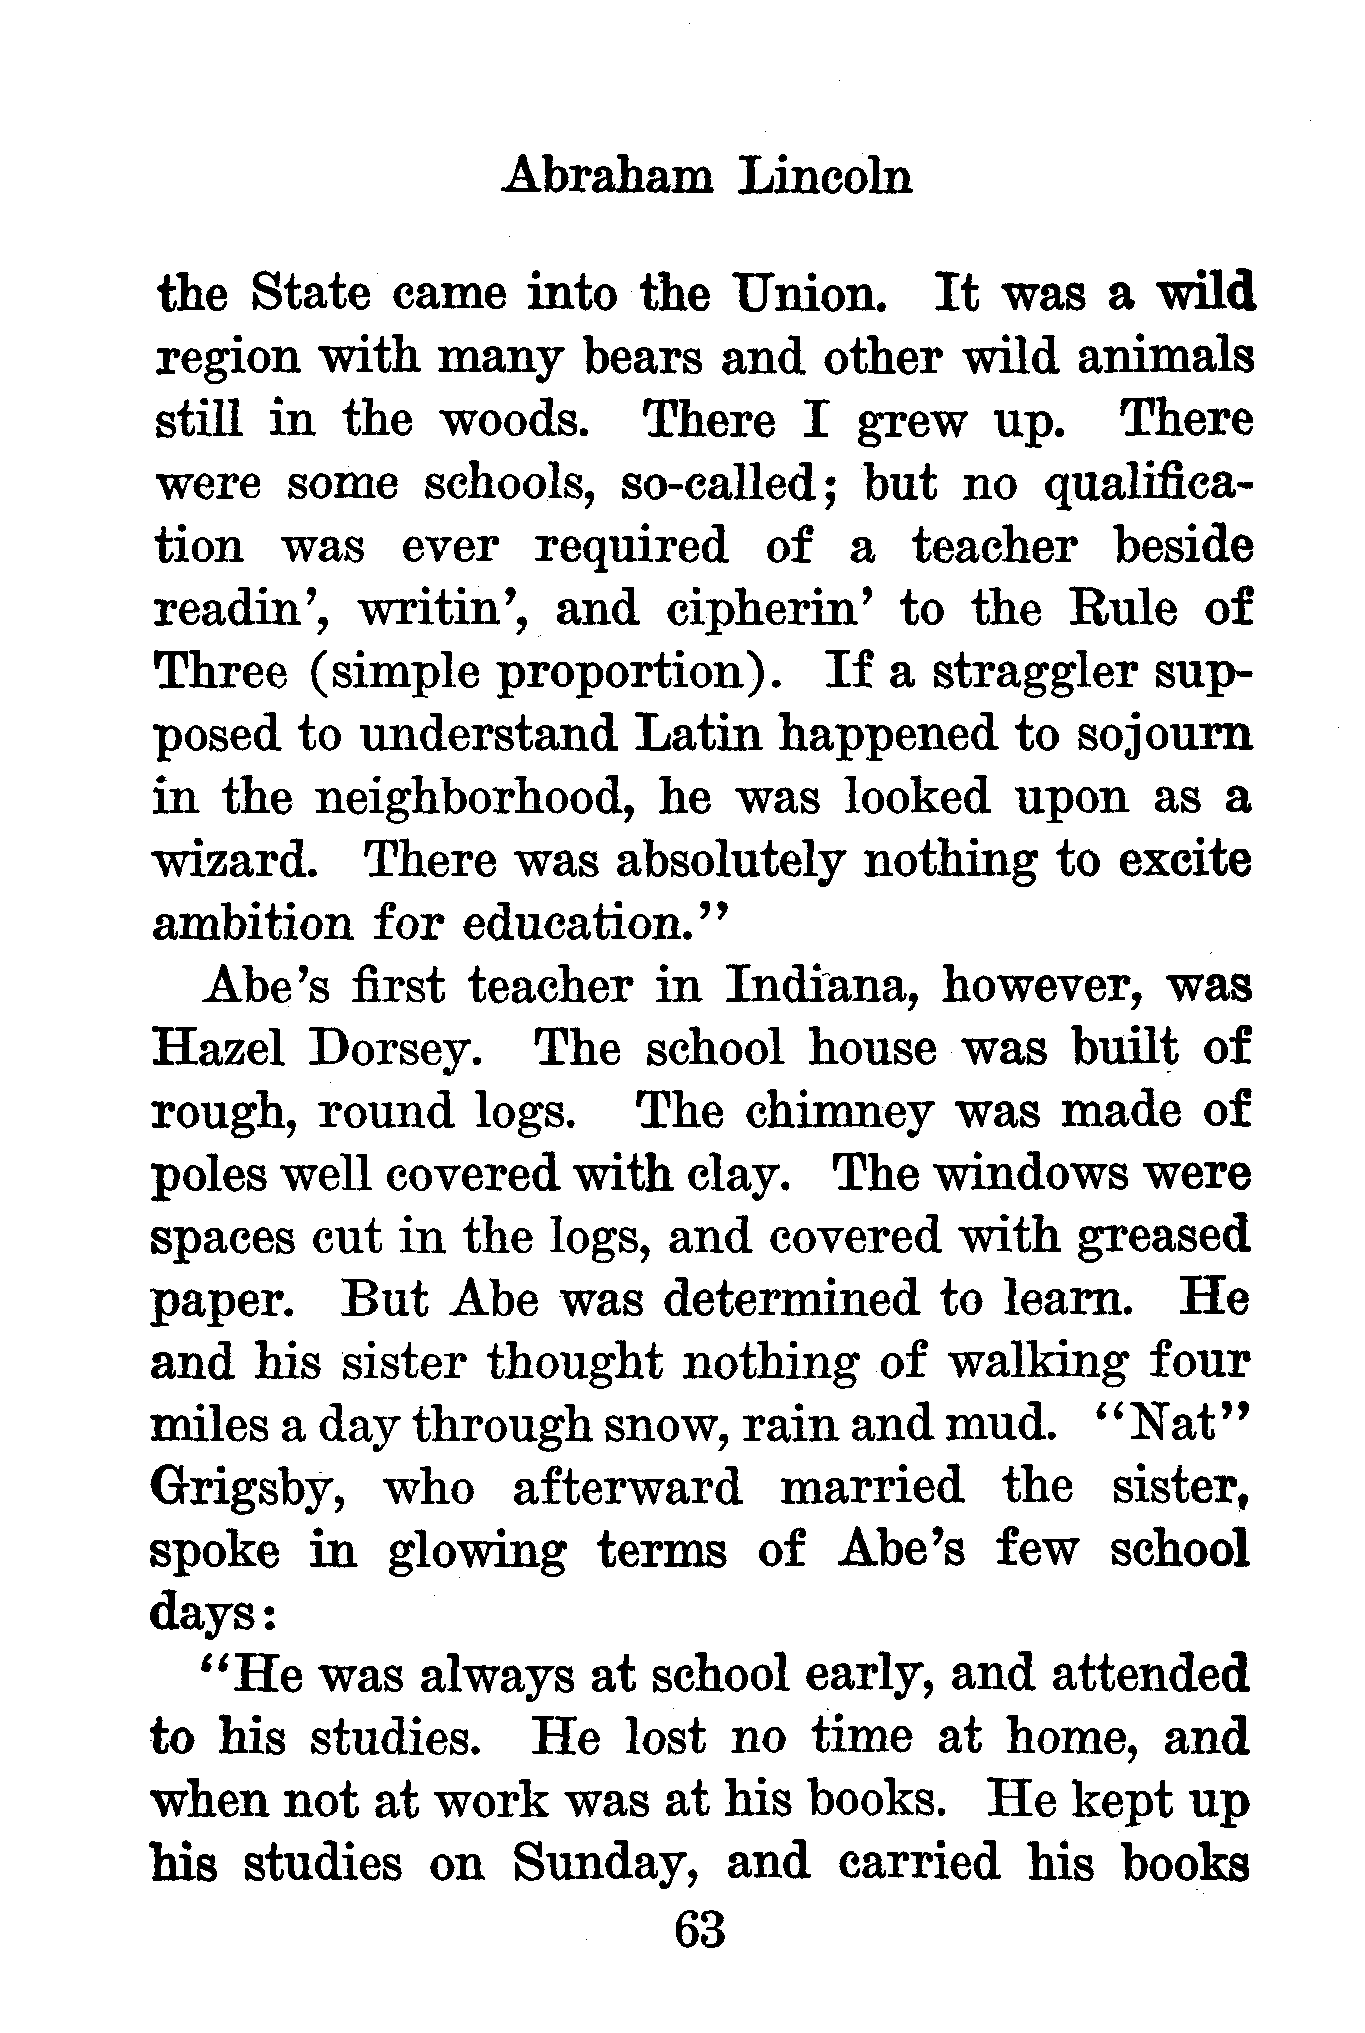 Abraham Lincoln
the State came into the Union. It was a wild
region with many bears and other wild animals
still in the woods. There I grew up. There
were some schools, so-called; but no qualifica-
tion was ever required of a teacher beside
readin', writin', and cipherin' to the Rule of
Three (simple proportion). If a straggler sup-
posed to understand Latin happened to sojourn
in the neighborhood, he was looked upon as a
wizard. There was absolutely nothing to excite
ambition for education."
Abe's first teacher in Indiana, however, was
Hazel Dorsey. The school house was built of
rough, round logs. The chimney was made of
poles well covered with clay. The windows were
spaces cut in the logs, and covered with greased
paper. But Abe was determined to learn. He
and his sister thought nothing of walking four
miles a day through snow, rain and mud. "Nat"
Grigsby, who afterward married the sister,
spoke in glowing terms of Abe's few school
days:
"He was always at school early, and attended
to his studies. He lost no time at home, and
when not at work was at his books. He kept up
his studies on Sunday, and carried his books
63